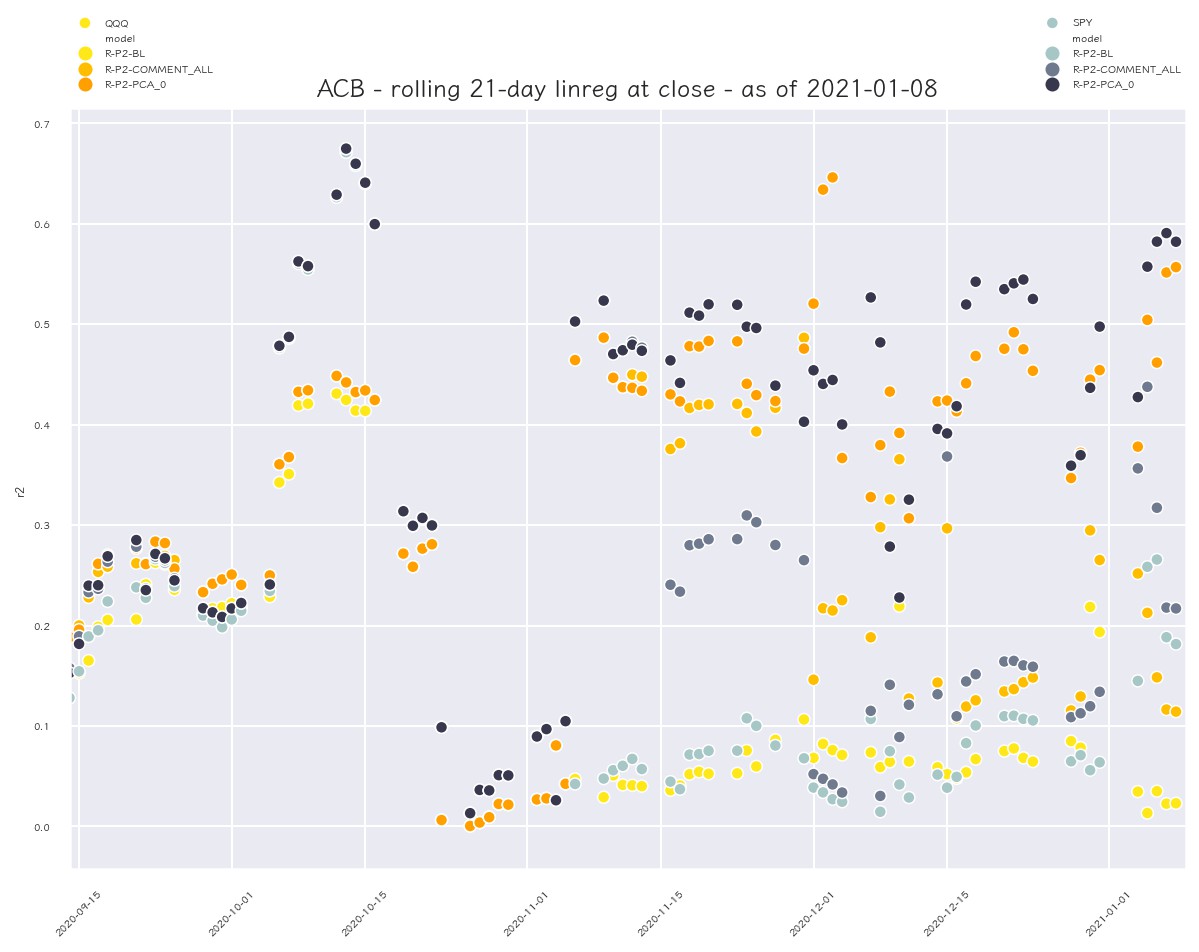 QQQ
model
R-P2-BL
R-P2-COMMENT_ALL
R-P2-PCA_0
SPY
model
R-P2-BL
R-P2-COMMENT_ALL
R-P2-PCA_0
ACB - rolling 21-day linreg at close - as of 2021-01-08
r2
0.7
0.6
0.5
0.4
0.3
0.2
0.1
0.0
2020-09-15
2020-10-01
2020-10-15
2020-11-01
2020-11-15
2020-12-01
2020-12-15
2021-01-01